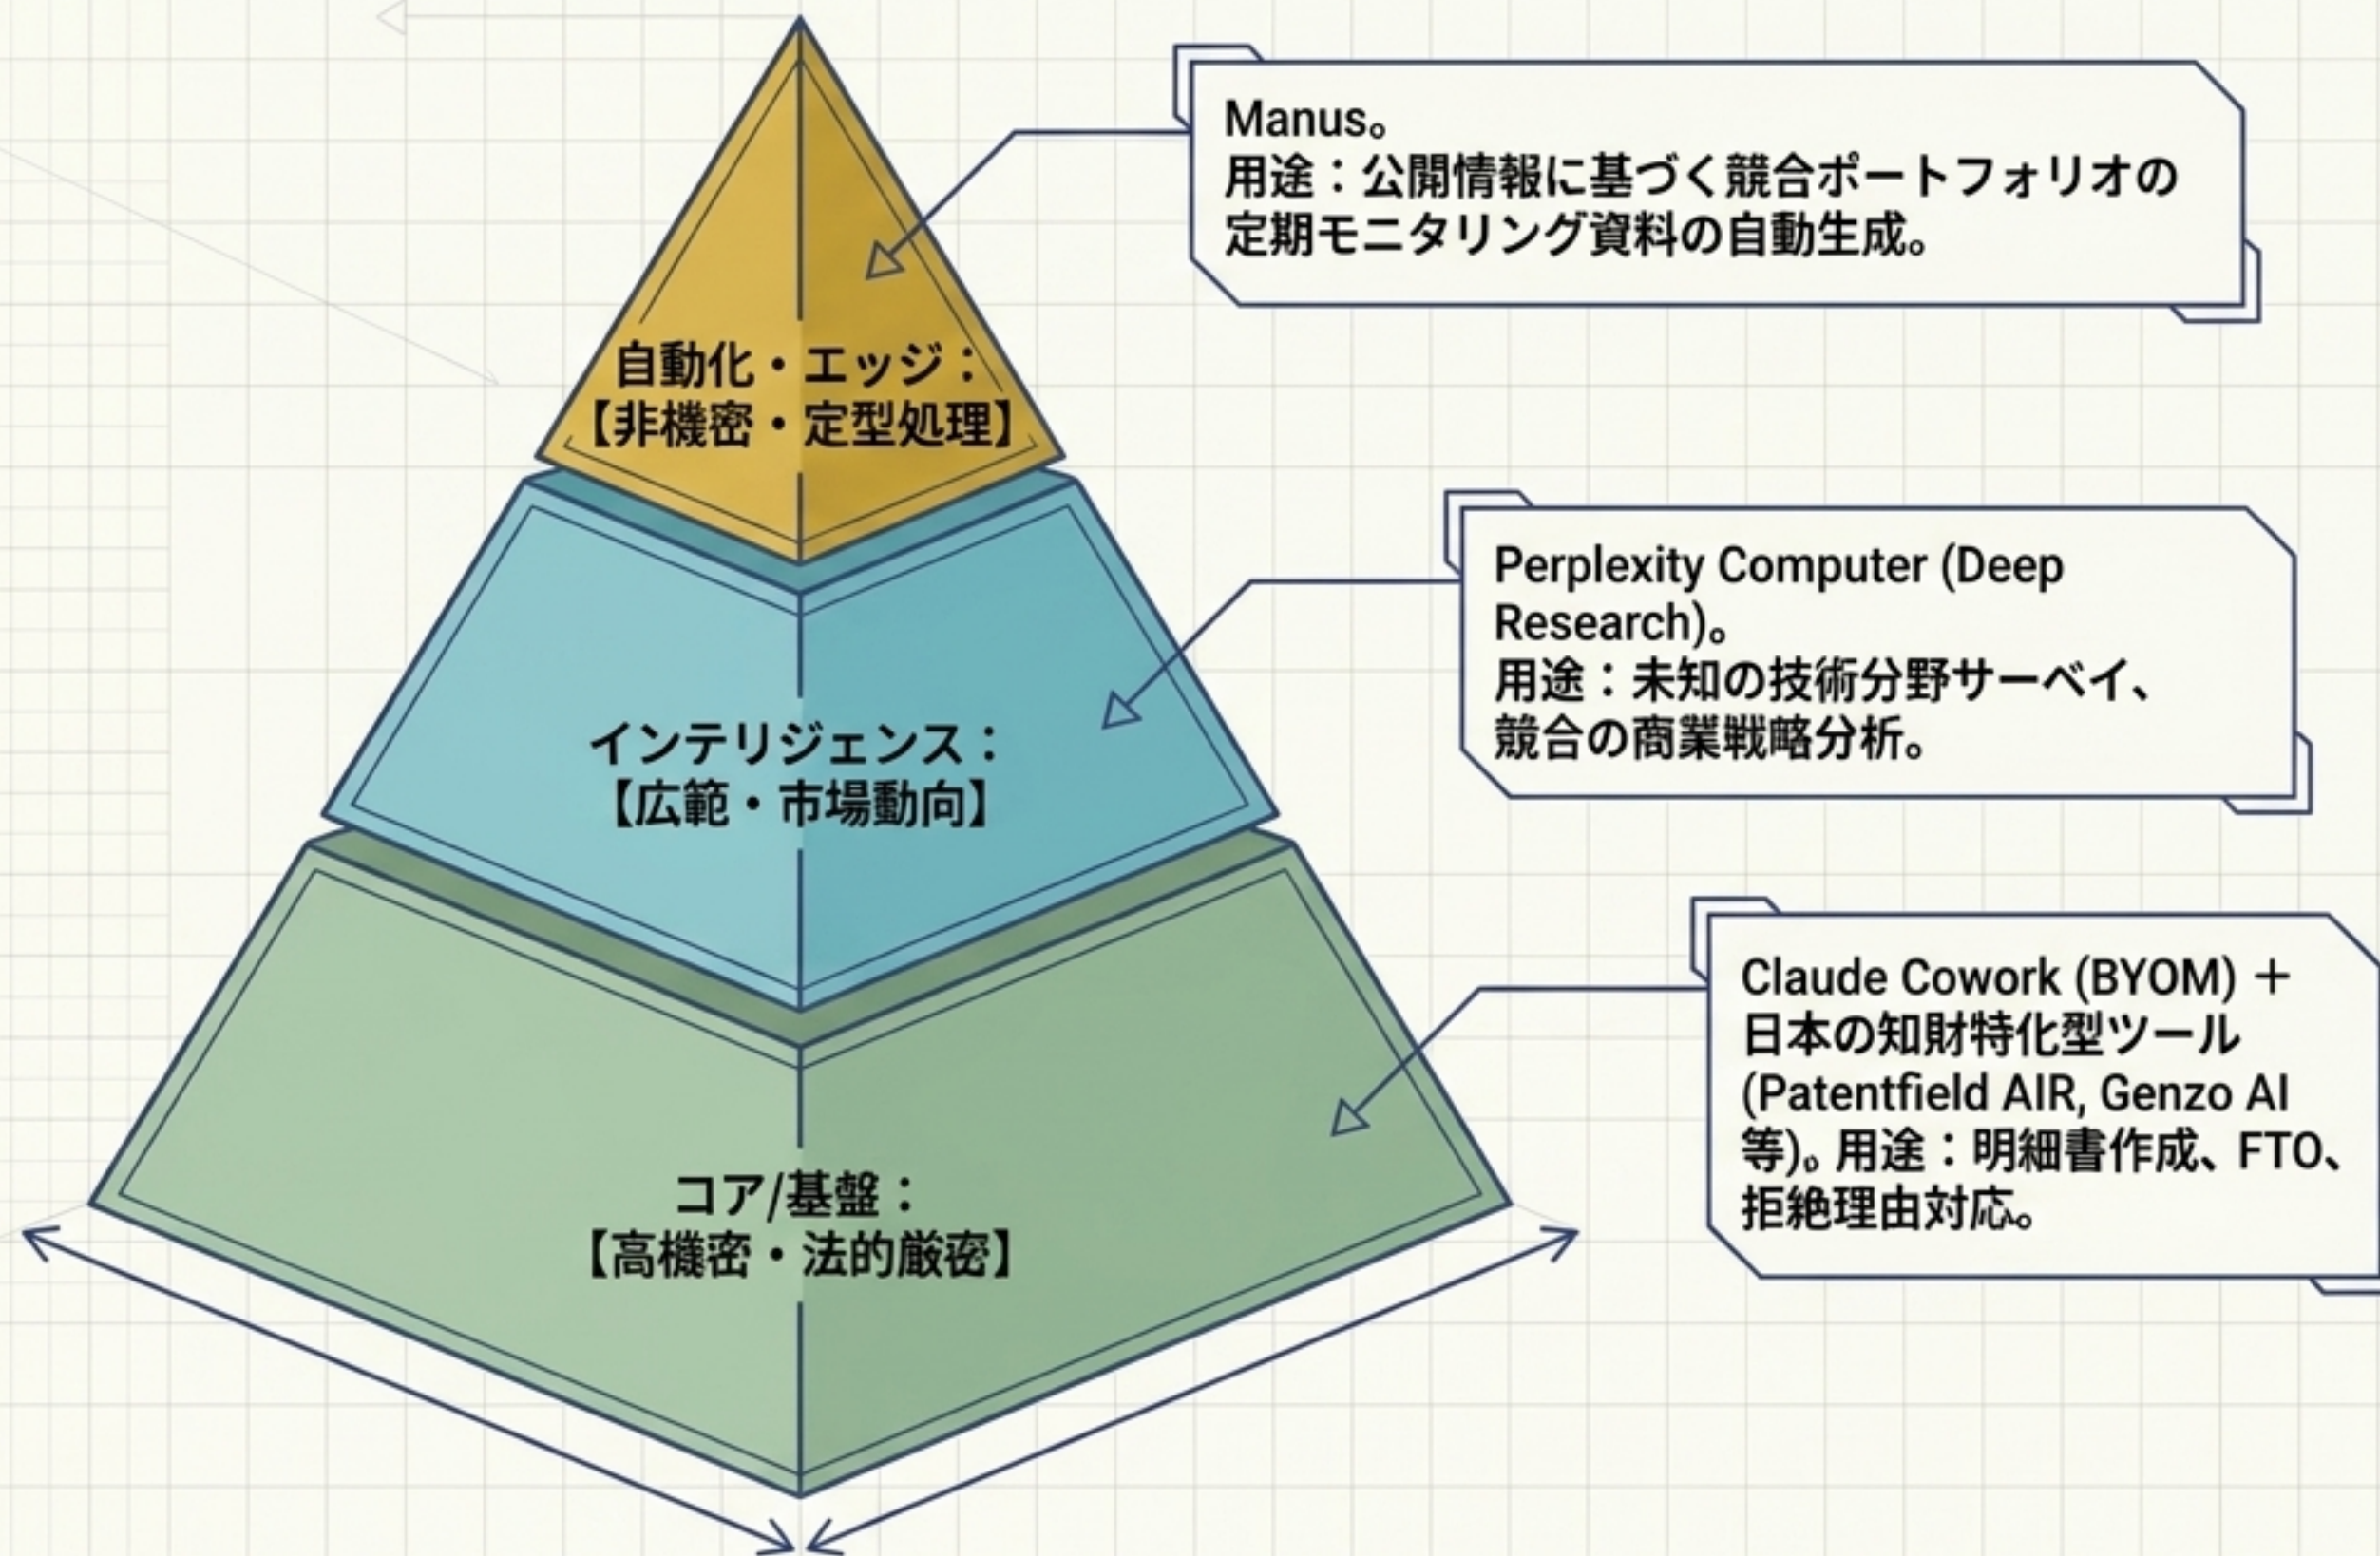 Manus。
用途：公開情報に基づく競合ポートフォリオの
定期モニタリング資料の自動生成。
自動化・エッジ：
【非機密・定型処理】
Perplexity Computer (Deep
Research)。
用途：未知の技術分野サーベイ、
競合の商業戦略分析。
インテリジェンス：
【広範・市場動向】
Claude Cowork (BYOM) ＋
日本の知財特化型ツール
(Patentfield AIR, Genzo AI
等)。用途：明細書作成、FTO、
拒絶理由対応。
コア/基盤：
【高機密・法的厳密】